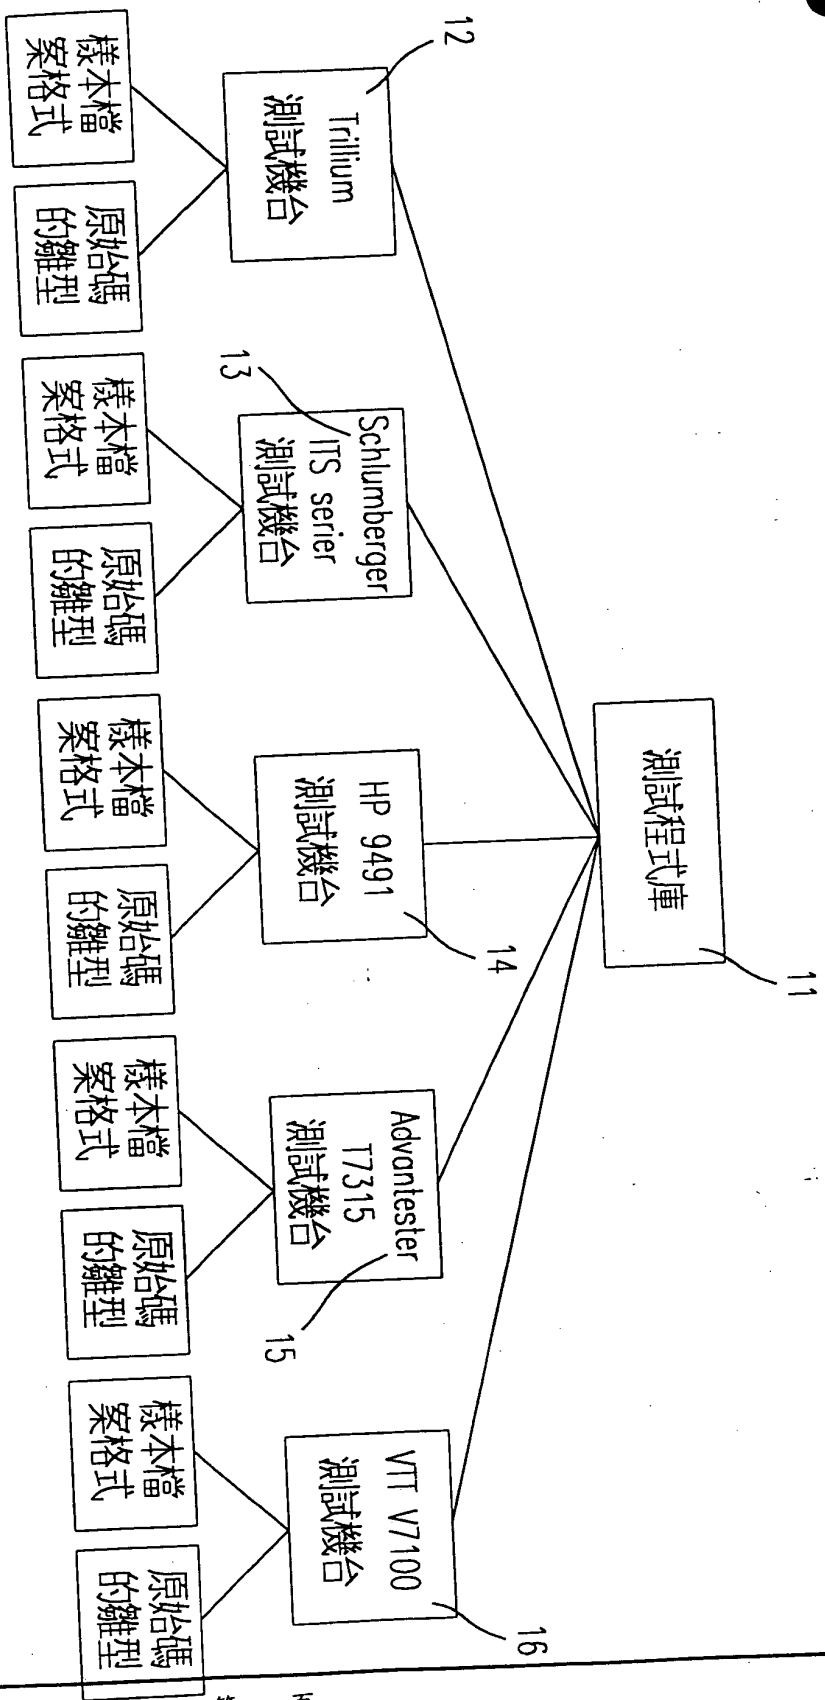 測試程式庫
11
12
Trillium
測試機台
13
Schlumberger
ITS serier
測試機台
HP 9491
測試機台
14
Advantester
T7315
測試機台
15
VTT V7100
測試機台
16
樣本檔
案格式
原始碼
的雛型
樣本檔
案格式
原始碼
的雛型
樣本檔
案格式
原始碼
的雛型
樣本檔
案格式
原始碼
的雛型
樣本檔
案格式
原始碼
的雛型